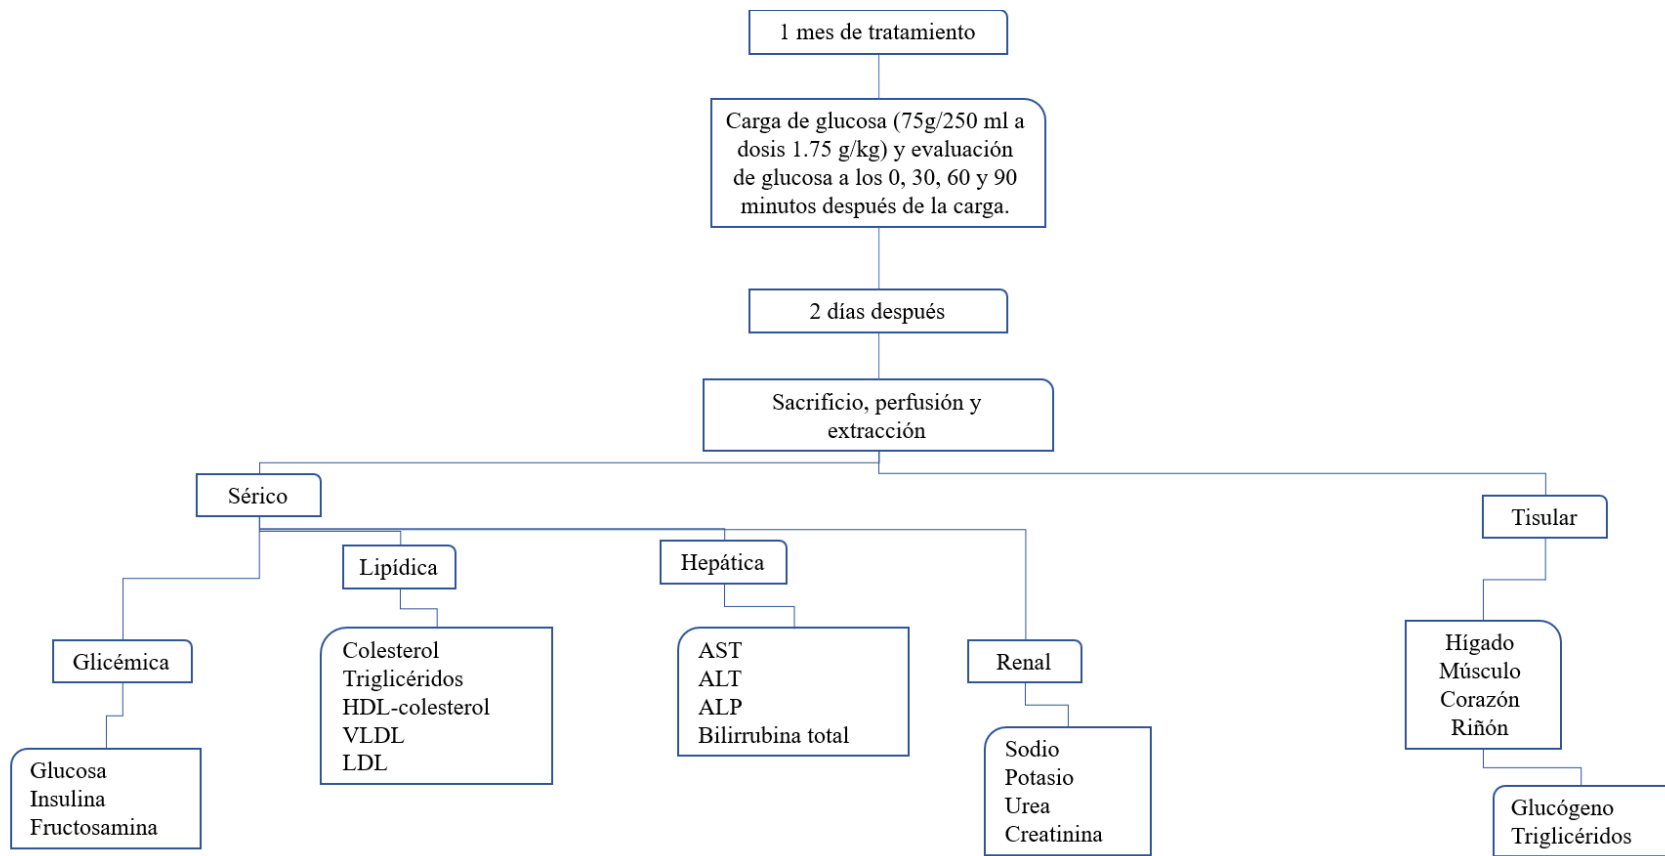 1 mes de tratamiento
Carga de glucosa (75g/250 ml a
dosis 1.75 g/kg) y evaluación
de glucosa a los 0, 30, 60 y 90
minutos después de la carga.
2 días después
Sacrificio, perfusión y
extracción
Sérico
Tisular
Lipídica
Hepática
Glicémica
Renal
Colesterol
Triglicéridos
HDL-colesterol
VLDL
LDL
AST
ALT
ALP
Bilirrubina total
Hígado
Músculo
Corazón
Riñón
Glucosa
Insulina
Fructosamina
Sodio
Potasio
Urea
Creatinina
Glucógeno
Triglicéridos